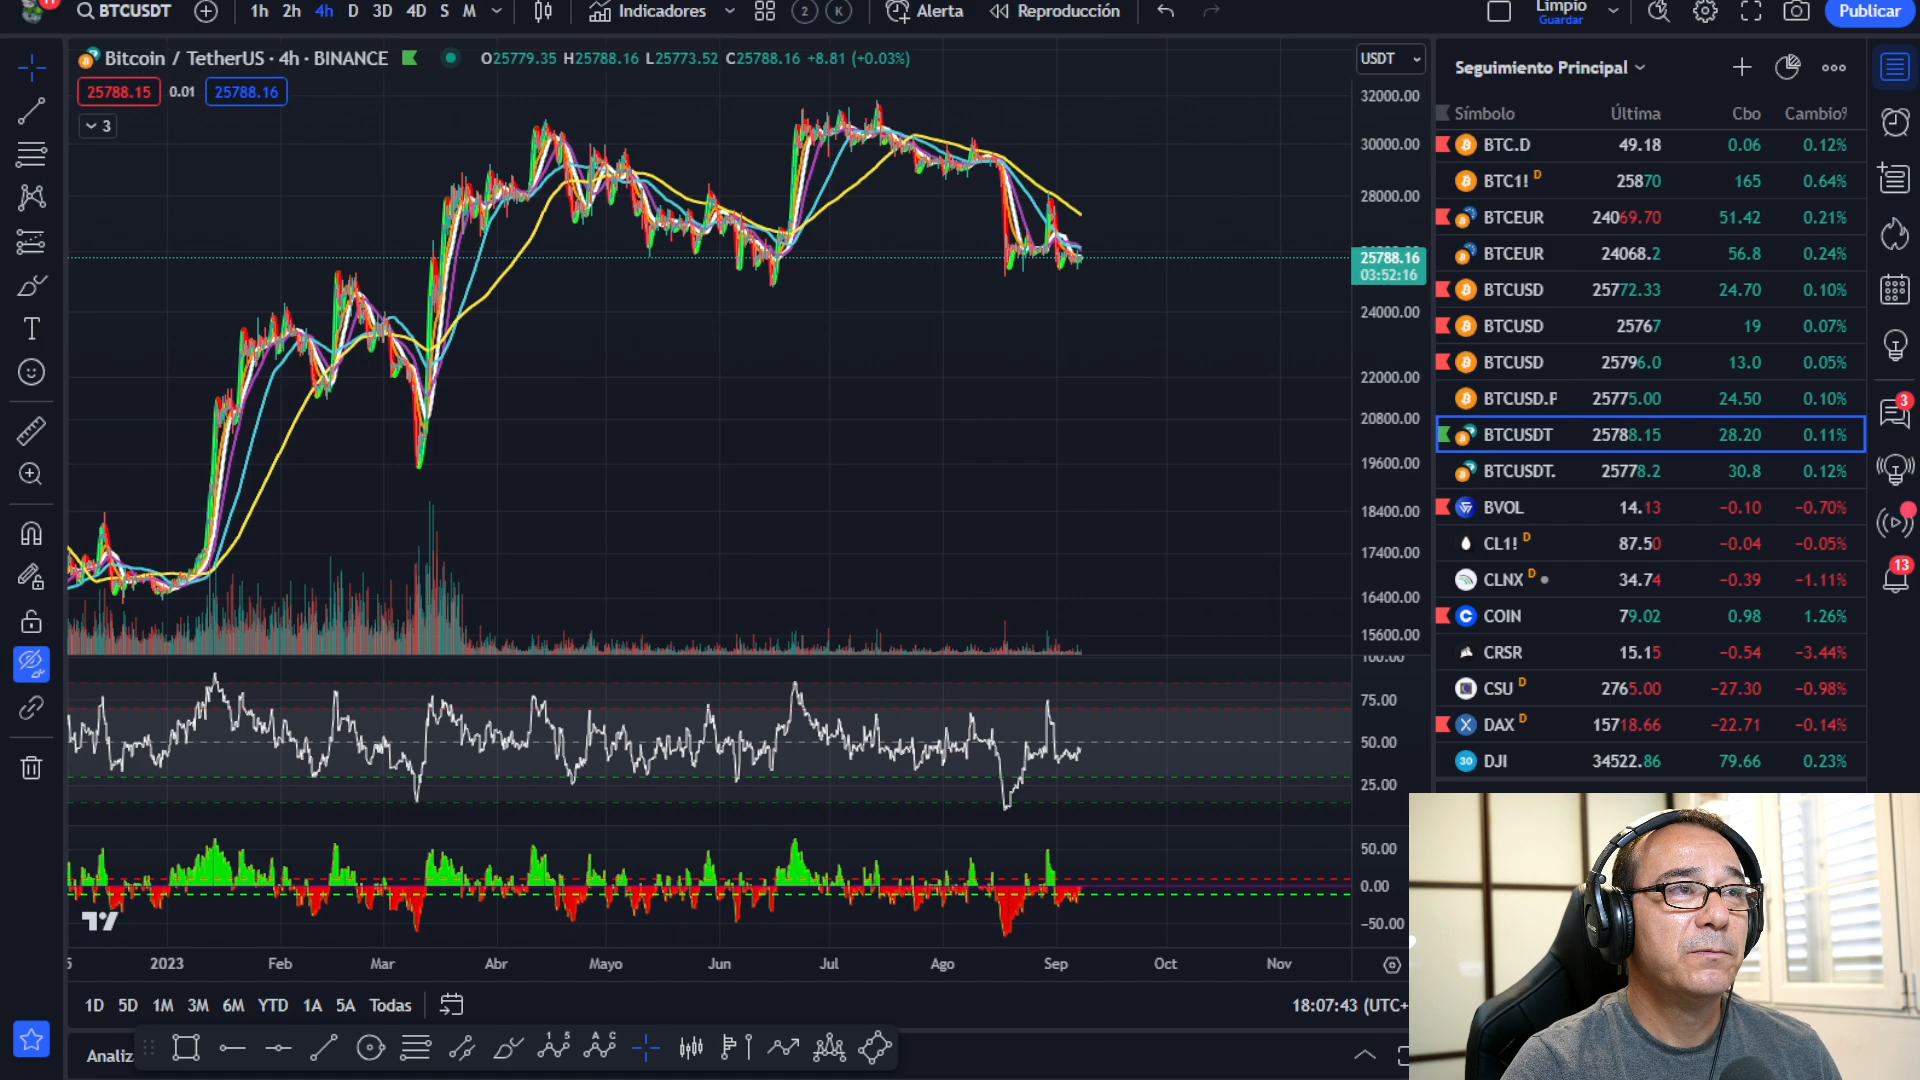 11
BTCUSDT
1h 2h 4h D 3D 4D S M
Indicadores
2 K
Alerta
Reproducción
Limpio
Guardar
Publicar
Bitcoin / TetherUS · 4h · BINANCE
O25779.35 H25788.16 L25773.52 C25788.16 +8.81 (+0.03%)
25788.15 0.01 25788.16
3
USDT
32000.00
30000.00
28000.00
25788.16
03:52:16
24000.00
22000.00
20800.00
19600.00
18400.00
17400.00
16400.00
15600.00
100.00
75.00
50.00
25.00
50.00
0.00
−50.00
5 2023 Feb Mar Abr Mayo Jun Jul Ago Sep Oct Nov
1D 5D 1M 3M 6M YTD 1A 5A Todas
18:07:43 (UTC+
Analiz
1 5
A C
Seguimiento Principal
Símbolo Última Cbo Cambio%
BTC.D 49.18 0.06 0.12%
BTC1! D 25870 165 0.64%
BTCEUR 24069.70 51.42 0.21%
BTCEUR 24068.2 56.8 0.24%
BTCUSD 25772.33 24.70 0.10%
BTCUSD 25767 19 0.07%
BTCUSD 25796.0 13.0 0.05%
BTCUSD.P 25775.00 24.50 0.10%
BTCUSDT 25788.15 28.20 0.11%
BTCUSDT. 25778.2 30.8 0.12%
BVOL 14.13 −0.10 −0.70%
CL1! D 87.50 −0.04 −0.05%
CLNX D 34.74 −0.39 −1.11%
COIN 79.02 0.98 1.26%
CRSR 15.15 −0.54 −3.44%
CSU D 2765.00 −27.30 −0.98%
DAX D 15718.66 −22.71 −0.14%
30 DJI 34522.86 79.66 0.23%
3
13